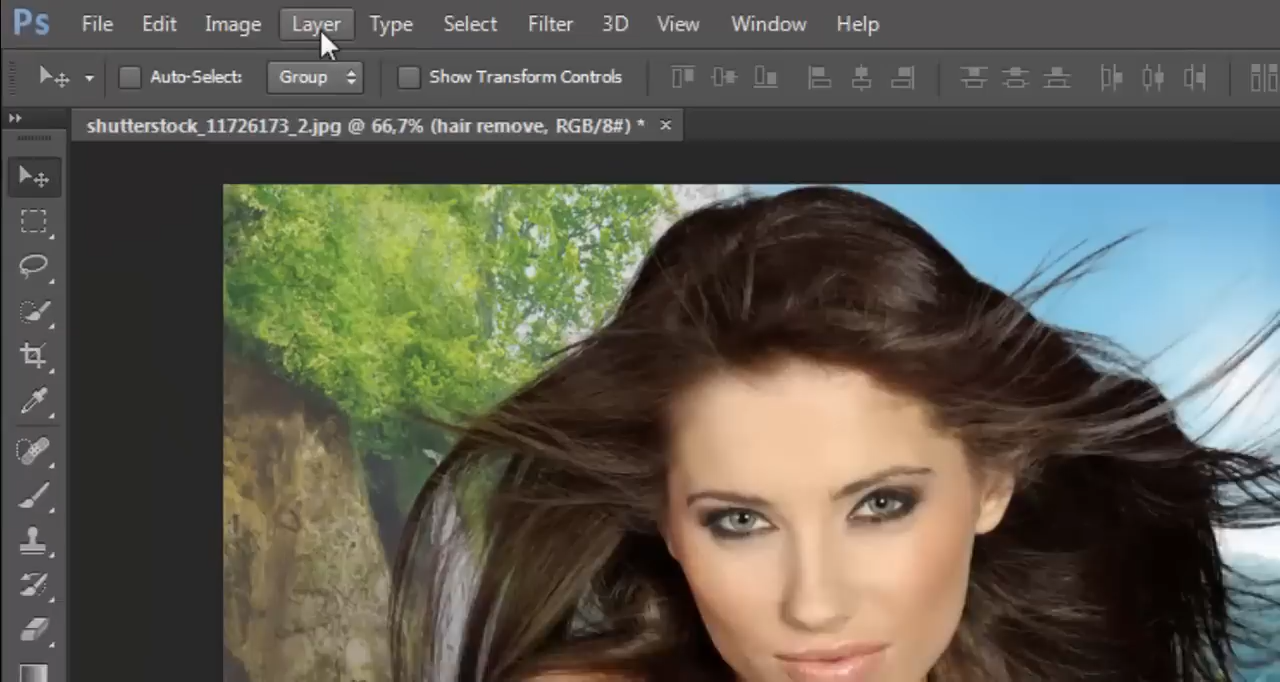 Ps File Edit Image Layer Type Select Filter 3D View Window Help
Auto-Select: Group Show Transform Controls
shutterstock_11726173_2.jpg @ 66,7% (hair remove, RGB/8#) * ×